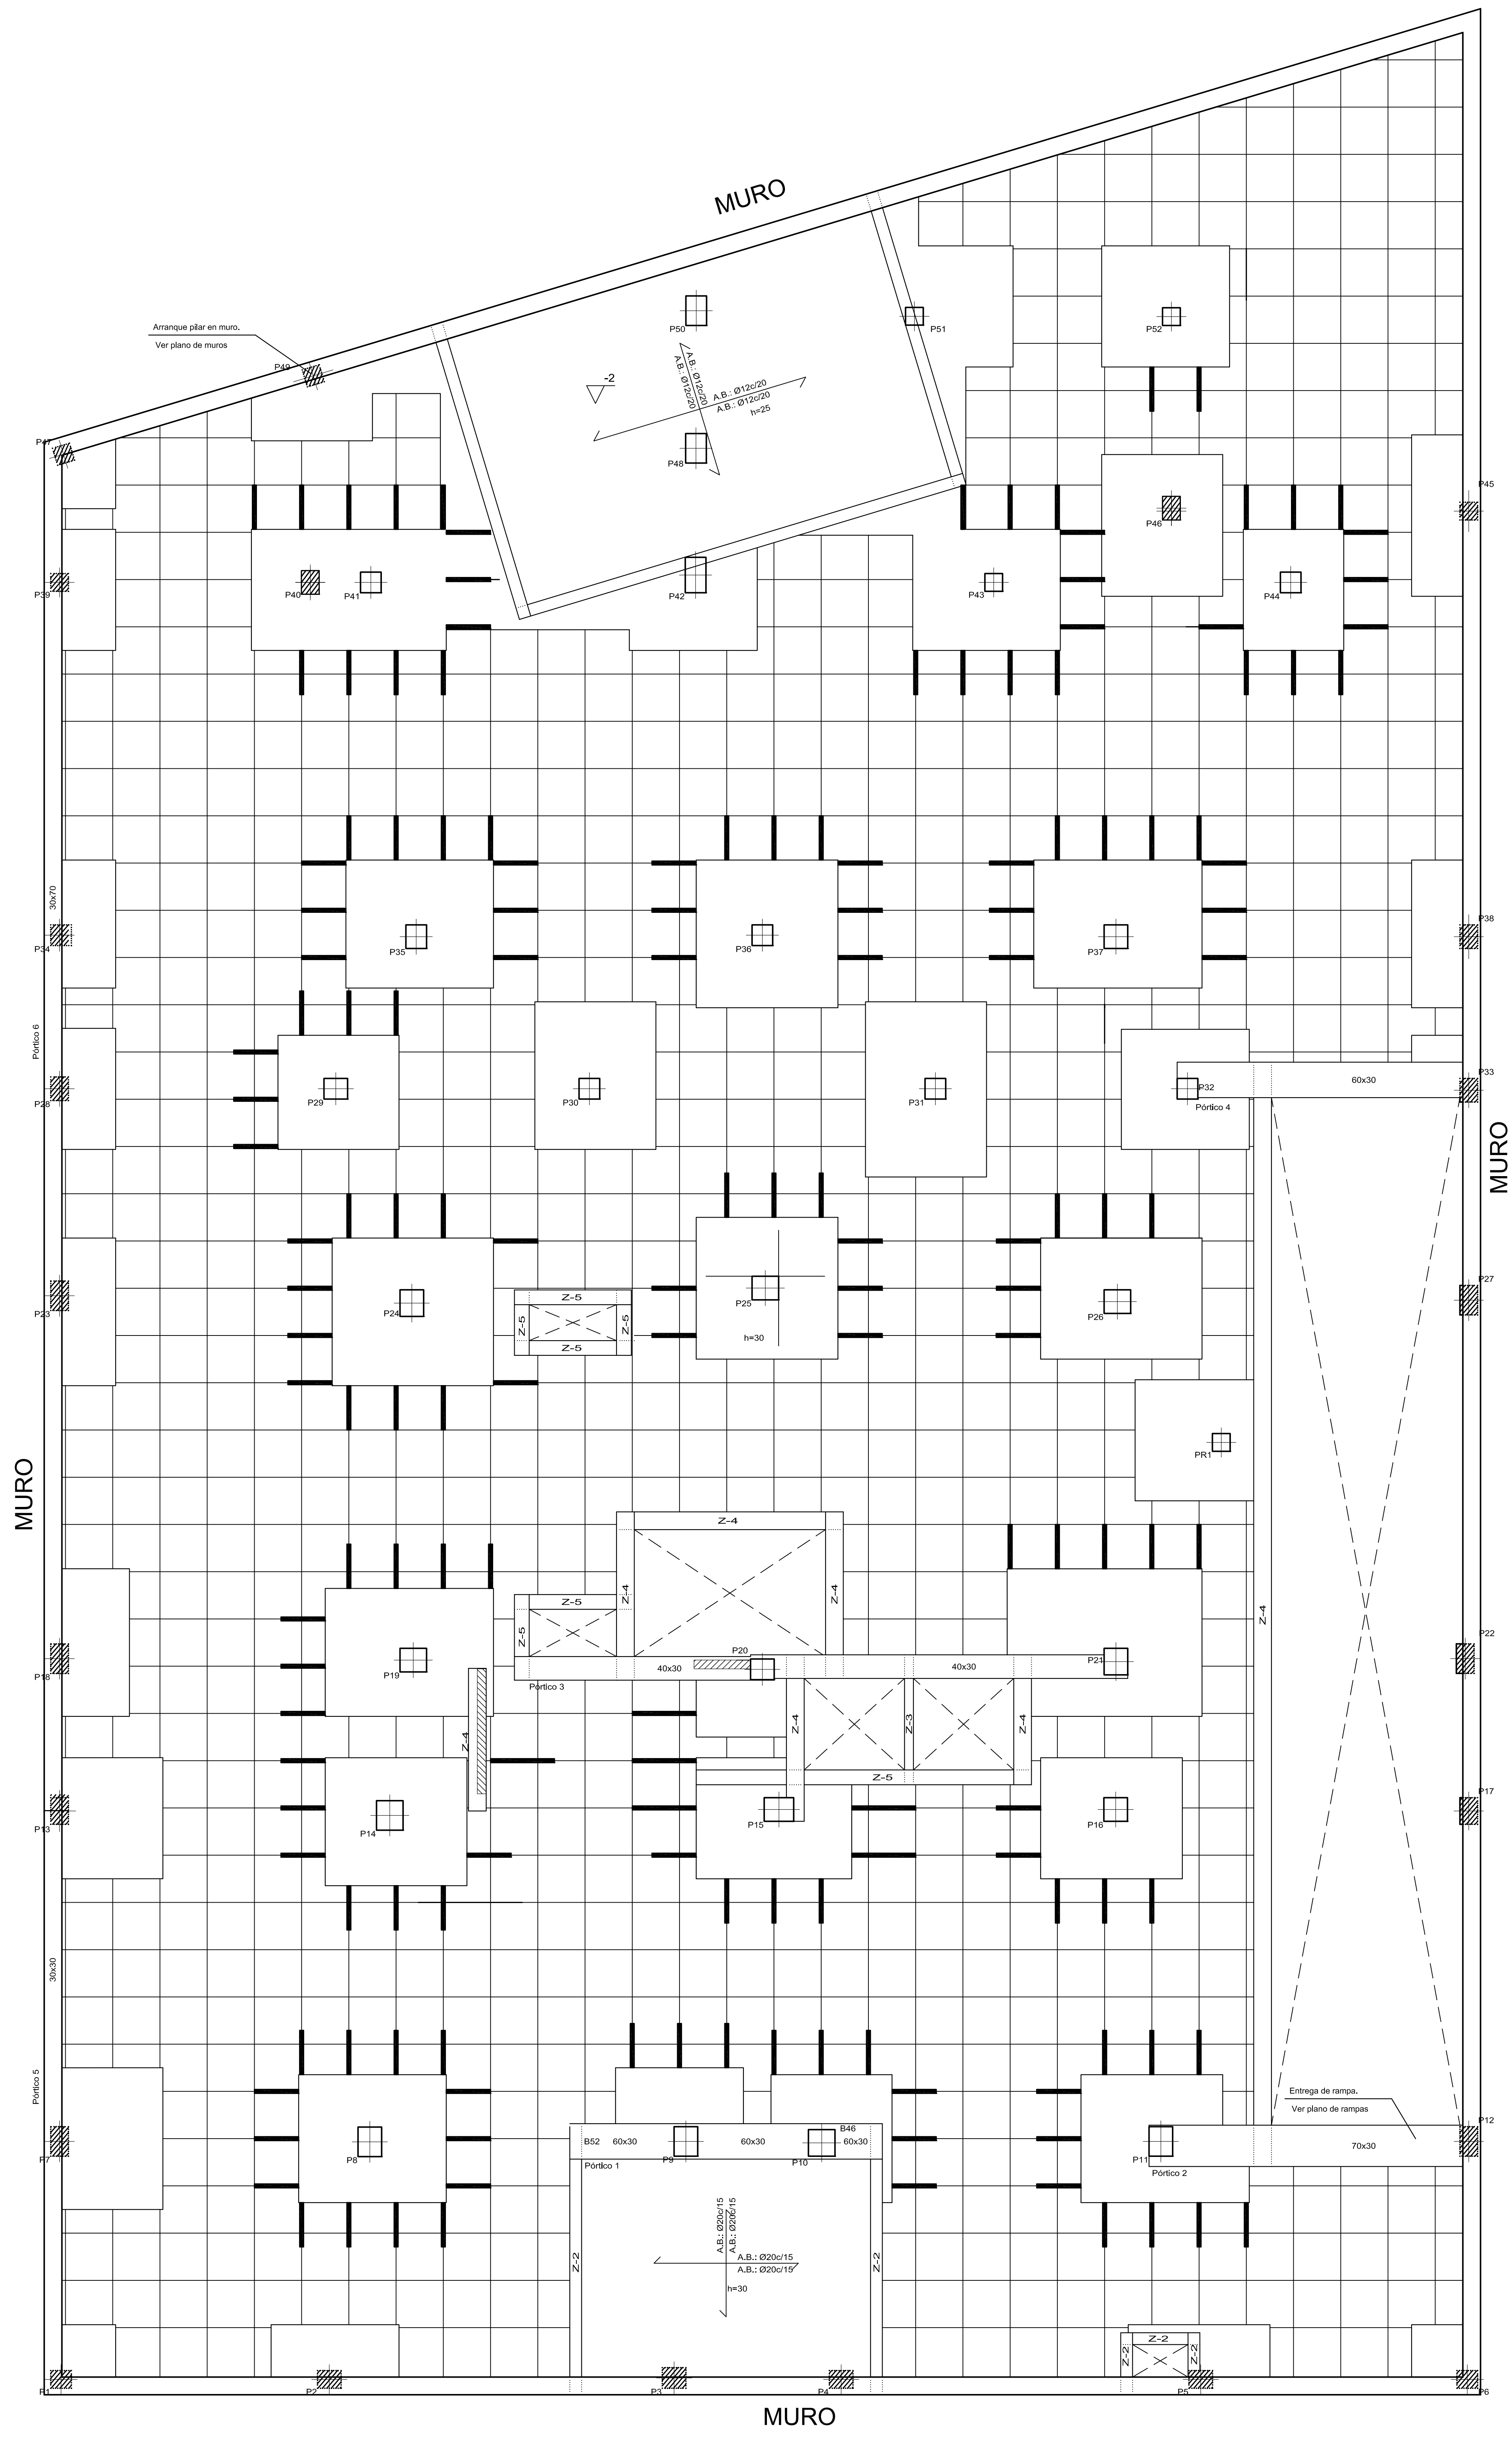 MURO
P50
P51
P52
Arranque pilar en muro.
Ver plano de muros
P49
-2
A.B.: Ø12c/20
A.B.: Ø12c/20
A.B.: Ø12c/20
A.B.: Ø12c/20
h=25
P47
P48
P45
P46
P39
P40
P41
P42
P43
P44
30x70
P34
P35
P36
P37
P38
Pórtico 6
P28
P29
P30
P31
P32
P33
60x30
Pórtico 4
MURO
P23
P24
Z-5
Z-5
Z-5
Z-5
P25
h=30
P26
P27
PR1
MURO
Z-4
Z-4
Z-4
Z-4
Z-5
Z-5
P18
P19
P20
P21
P22
40x30
40x30
Pórtico 3
Z-4
Z-4
Z-3
Z-4
Z-5
P13
P14
P15
P16
P17
30x30
Pórtico 5
Entrega de rampa.
Ver plano de rampas
P7
P8
B52
60x30
P9
60x30
P10
B46
60x30
Pórtico 1
P11
70x30
P12
Pórtico 2
A.B.: Ø20c/15
A.B.: Ø20c/15
A.B.: Ø20c/15
A.B.: Ø20c/15
h=30
Z-2
Z-2
Z-2
Z-2
Z-2
P1
P2
P3
P4
P5
P6
MURO